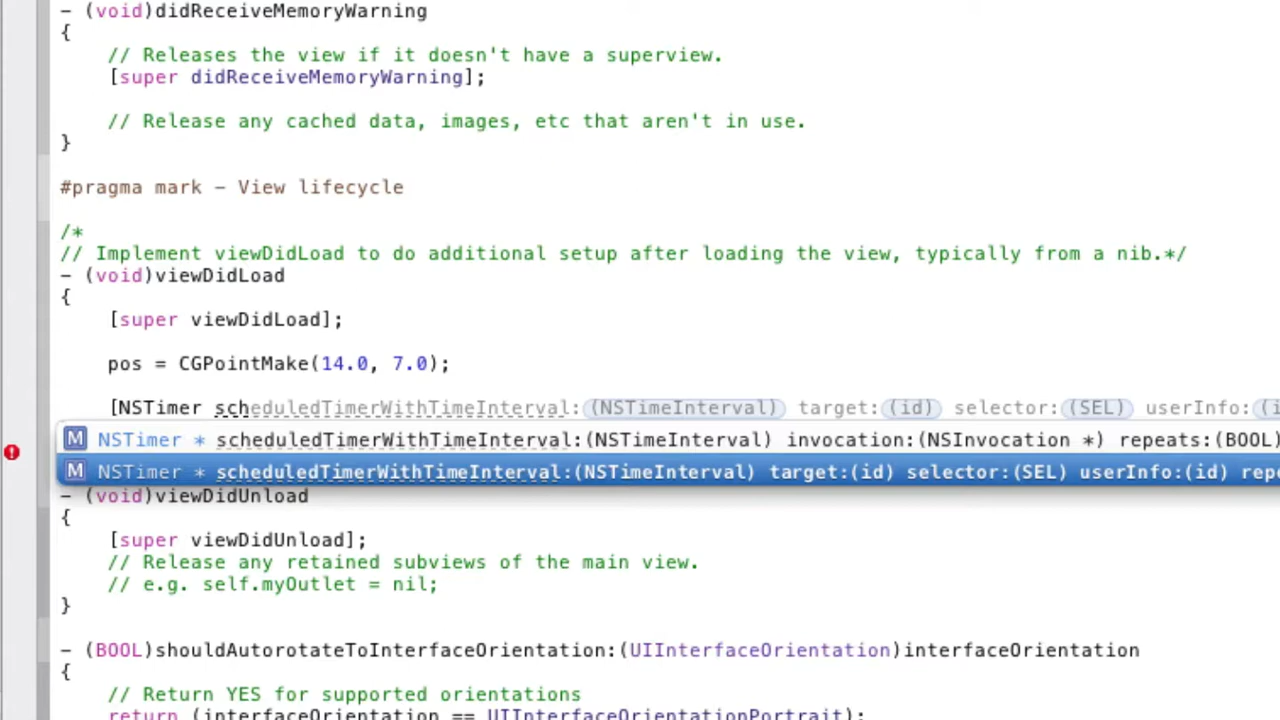 - (void)didReceiveMemoryWarning
{
// Releases the view if it doesn't have a superview.
[super didReceiveMemoryWarning];
// Release any cached data, images, etc that aren't in use.
}
#pragma mark - View lifecycle
/*
// Implement viewDidLoad to do additional setup after loading the view, typically from a nib.*/
- (void)viewDidLoad
{
[super viewDidLoad];
pos = CGPointMake(14.0, 7.0);
[NSTimer scheduledTimerWithTimeInterval:(NSTimeInterval) target:(id) selector:(SEL) userInfo:(i
M NSTimer * scheduledTimerWithTimeInterval:(NSTimeInterval) invocation:(NSInvocation *) repeats:(BOOL)
M NSTimer * scheduledTimerWithTimeInterval:(NSTimeInterval) target:(id) selector:(SEL) userInfo:(id) repe
- (void)viewDidUnload
{
[super viewDidUnload];
// Release any retained subviews of the main view.
// e.g. self.myOutlet = nil;
}
- (BOOL)shouldAutorotateToInterfaceOrientation:(UIInterfaceOrientation)interfaceOrientation
{
// Return YES for supported orientations
return (interfaceOrientation == UIInterfaceOrientationPortrait);